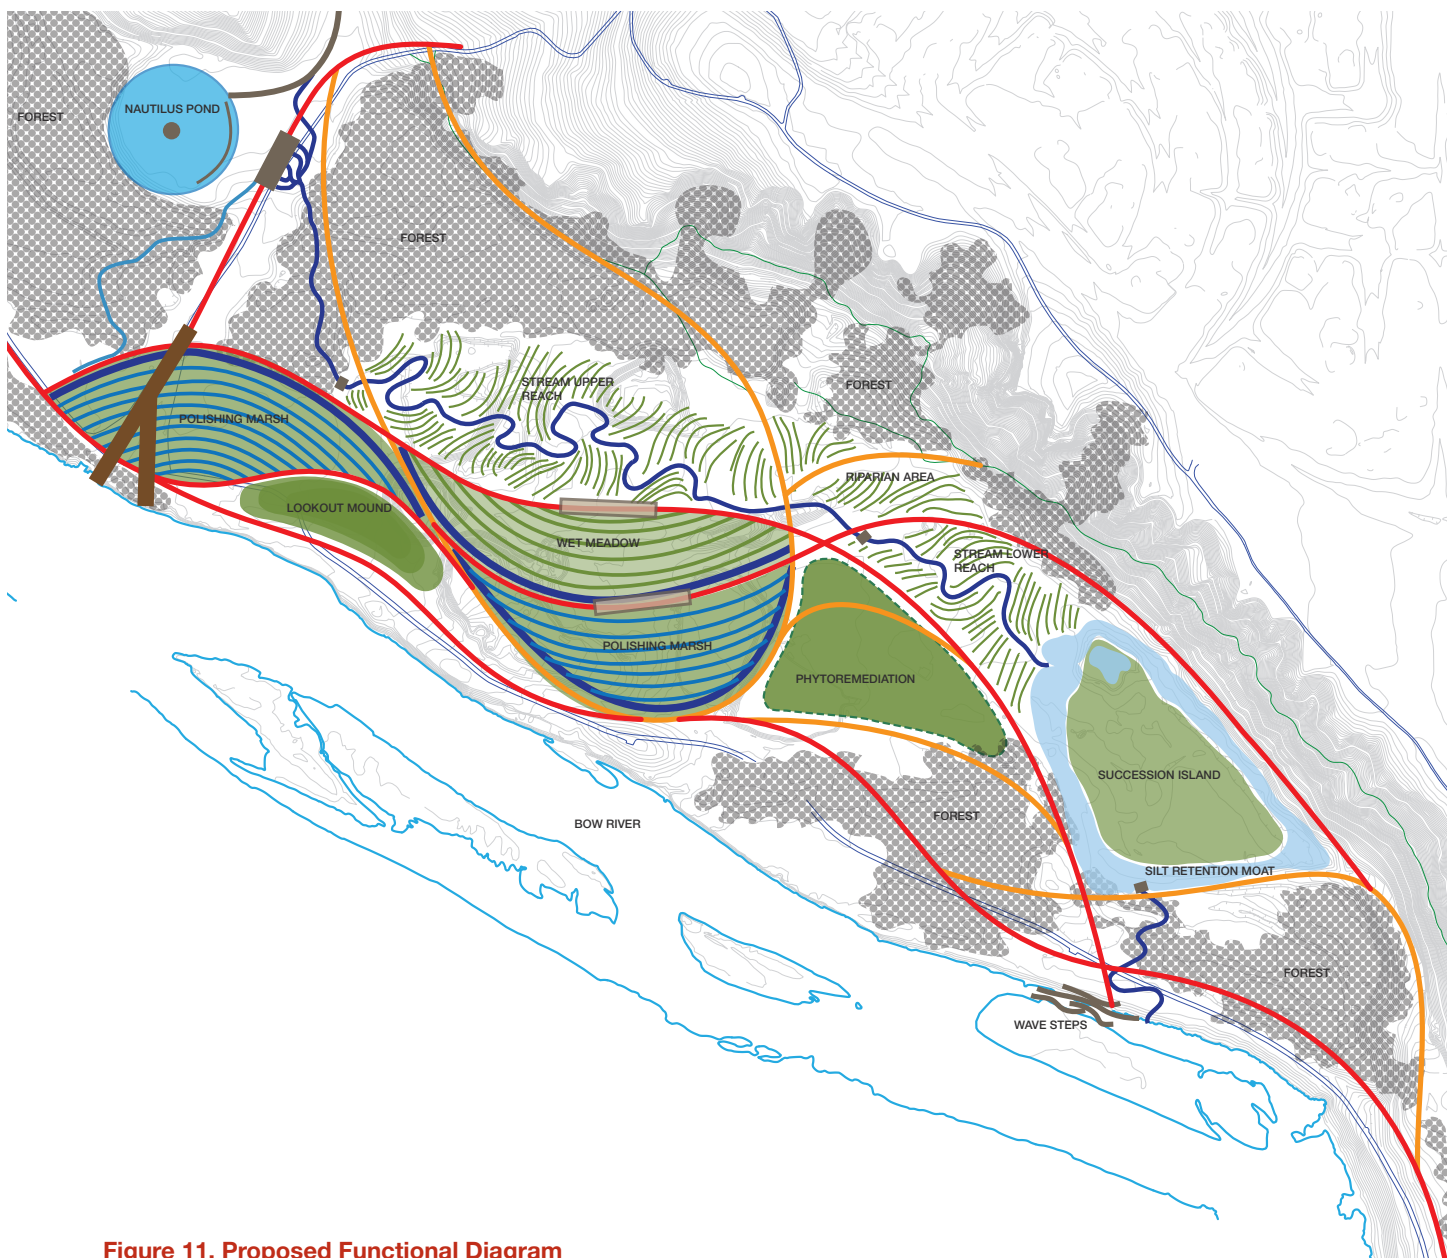 NAUTILUS POND
FOREST
FOREST
STREAM UPPER
REACH
FOREST
POLISHING MARSH
RIPARIAN AREA
LOOKOUT MOUND
WET MEADOW
STREAM LOWER
REACH
POLISHING MARSH
PHYTOREMEDIATION
SUCCESSION ISLAND
BOW RIVER
FOREST
SILT RETENTION MOAT
FOREST
WAVE STEPS
Figure 11. Proposed Functional Diagram